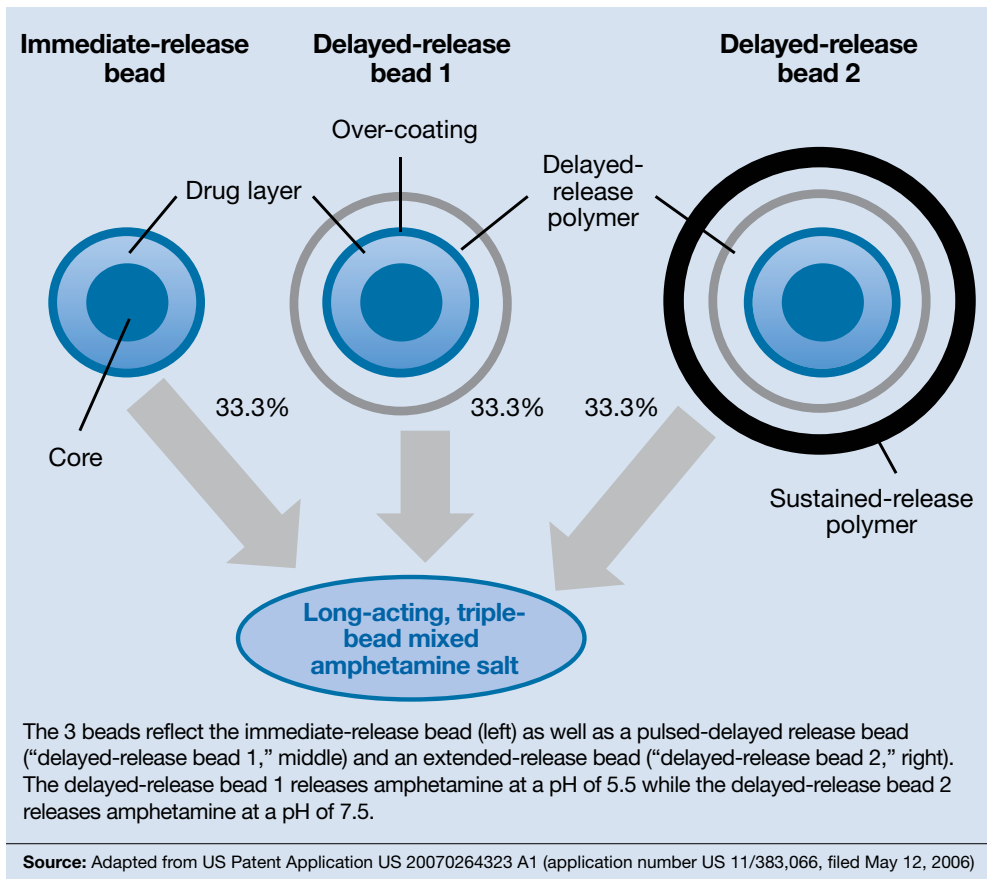 Immediate-release
bead
Delayed-release
bead 1
Delayed-release
bead 2
Over-coating
Drug layer
Delayed-
release
polymer
33.3%
33.3%
33.3%
Core
Sustained-release
polymer
Long-acting, triple-
bead mixed
amphetamine salt
The 3 beads reflect the immediate-release bead (left) as well as a pulsed-delayed release bead
(“delayed-release bead 1,” middle) and an extended-release bead (“delayed-release bead 2,” right).
The delayed-release bead 1 releases amphetamine at a pH of 5.5 while the delayed-release bead 2
releases amphetamine at a pH of 7.5.
Source: Adapted from US Patent Application US 20070264323 A1 (application number US 11/383,066, filed May 12, 2006)